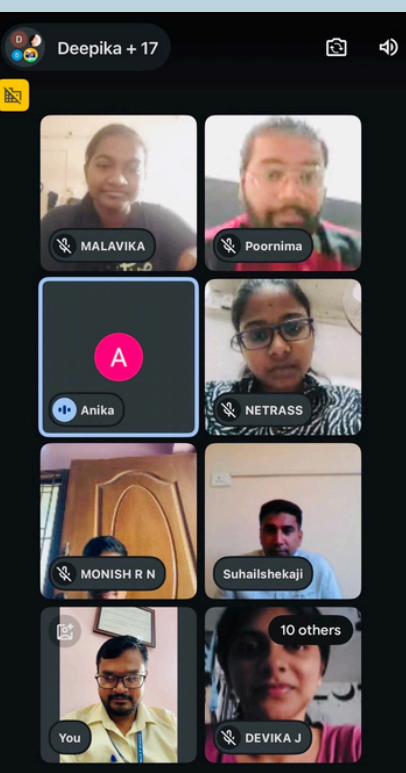 Deepika + 17
D
MALAVIKA
Poornima
A
Anika
NETRASS
MONISH R N
Suhailshekaji
10 others
You
DEVIKA J